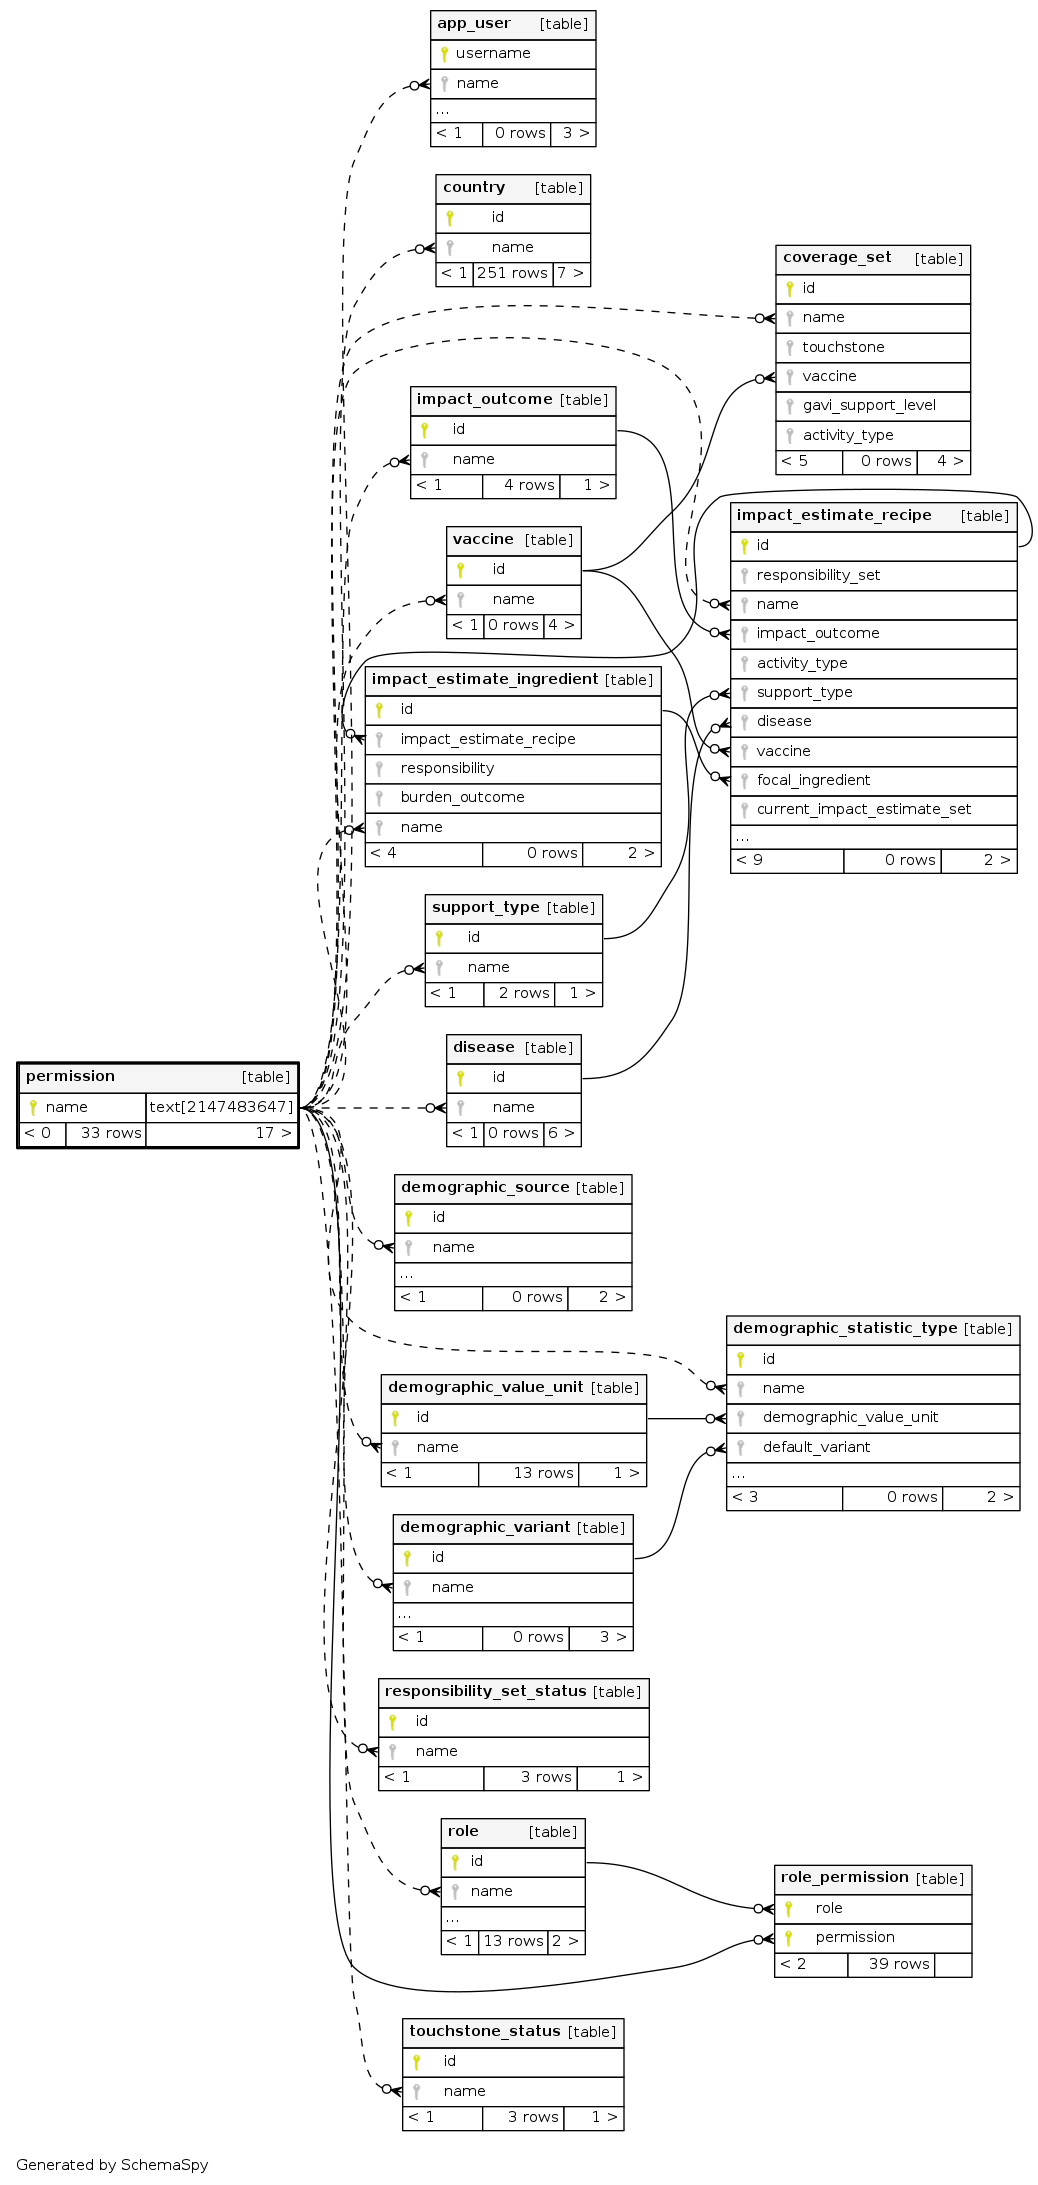 app_user [table]
username
name
...
< 1 0 rows 3 >
country [table]
id
name
< 1 251 rows 7 >
coverage_set [table]
id
name
touchstone
vaccine
gavi_support_level
activity_type
< 5 0 rows 4 >
impact_outcome [table]
id
name
< 1 4 rows 1 >
impact_estimate_recipe [table]
id
responsibility_set
name
impact_outcome
activity_type
support_type
disease
vaccine
focal_ingredient
current_impact_estimate_set
...
< 9 0 rows 2 >
vaccine [table]
id
name
< 1 0 rows 4 >
impact_estimate_ingredient [table]
id
impact_estimate_recipe
responsibility
burden_outcome
name
< 4 0 rows 2 >
support_type [table]
id
name
< 1 2 rows 1 >
disease [table]
id
name
< 1 0 rows 6 >
permission [table]
name text[2147483647]
< 0 33 rows 17 >
demographic_source [table]
id
name
...
< 1 0 rows 2 >
demographic_statistic_type [table]
id
name
demographic_value_unit
default_variant
...
< 3 0 rows 2 >
demographic_value_unit [table]
id
name
< 1 13 rows 1 >
demographic_variant [table]
id
name
...
< 1 0 rows 3 >
responsibility_set_status [table]
id
name
< 1 3 rows 1 >
role [table]
id
name
...
< 1 13 rows 2 >
role_permission [table]
role
permission
< 2 39 rows
touchstone_status [table]
id
name
< 1 3 rows 1 >
Generated by SchemaSpy